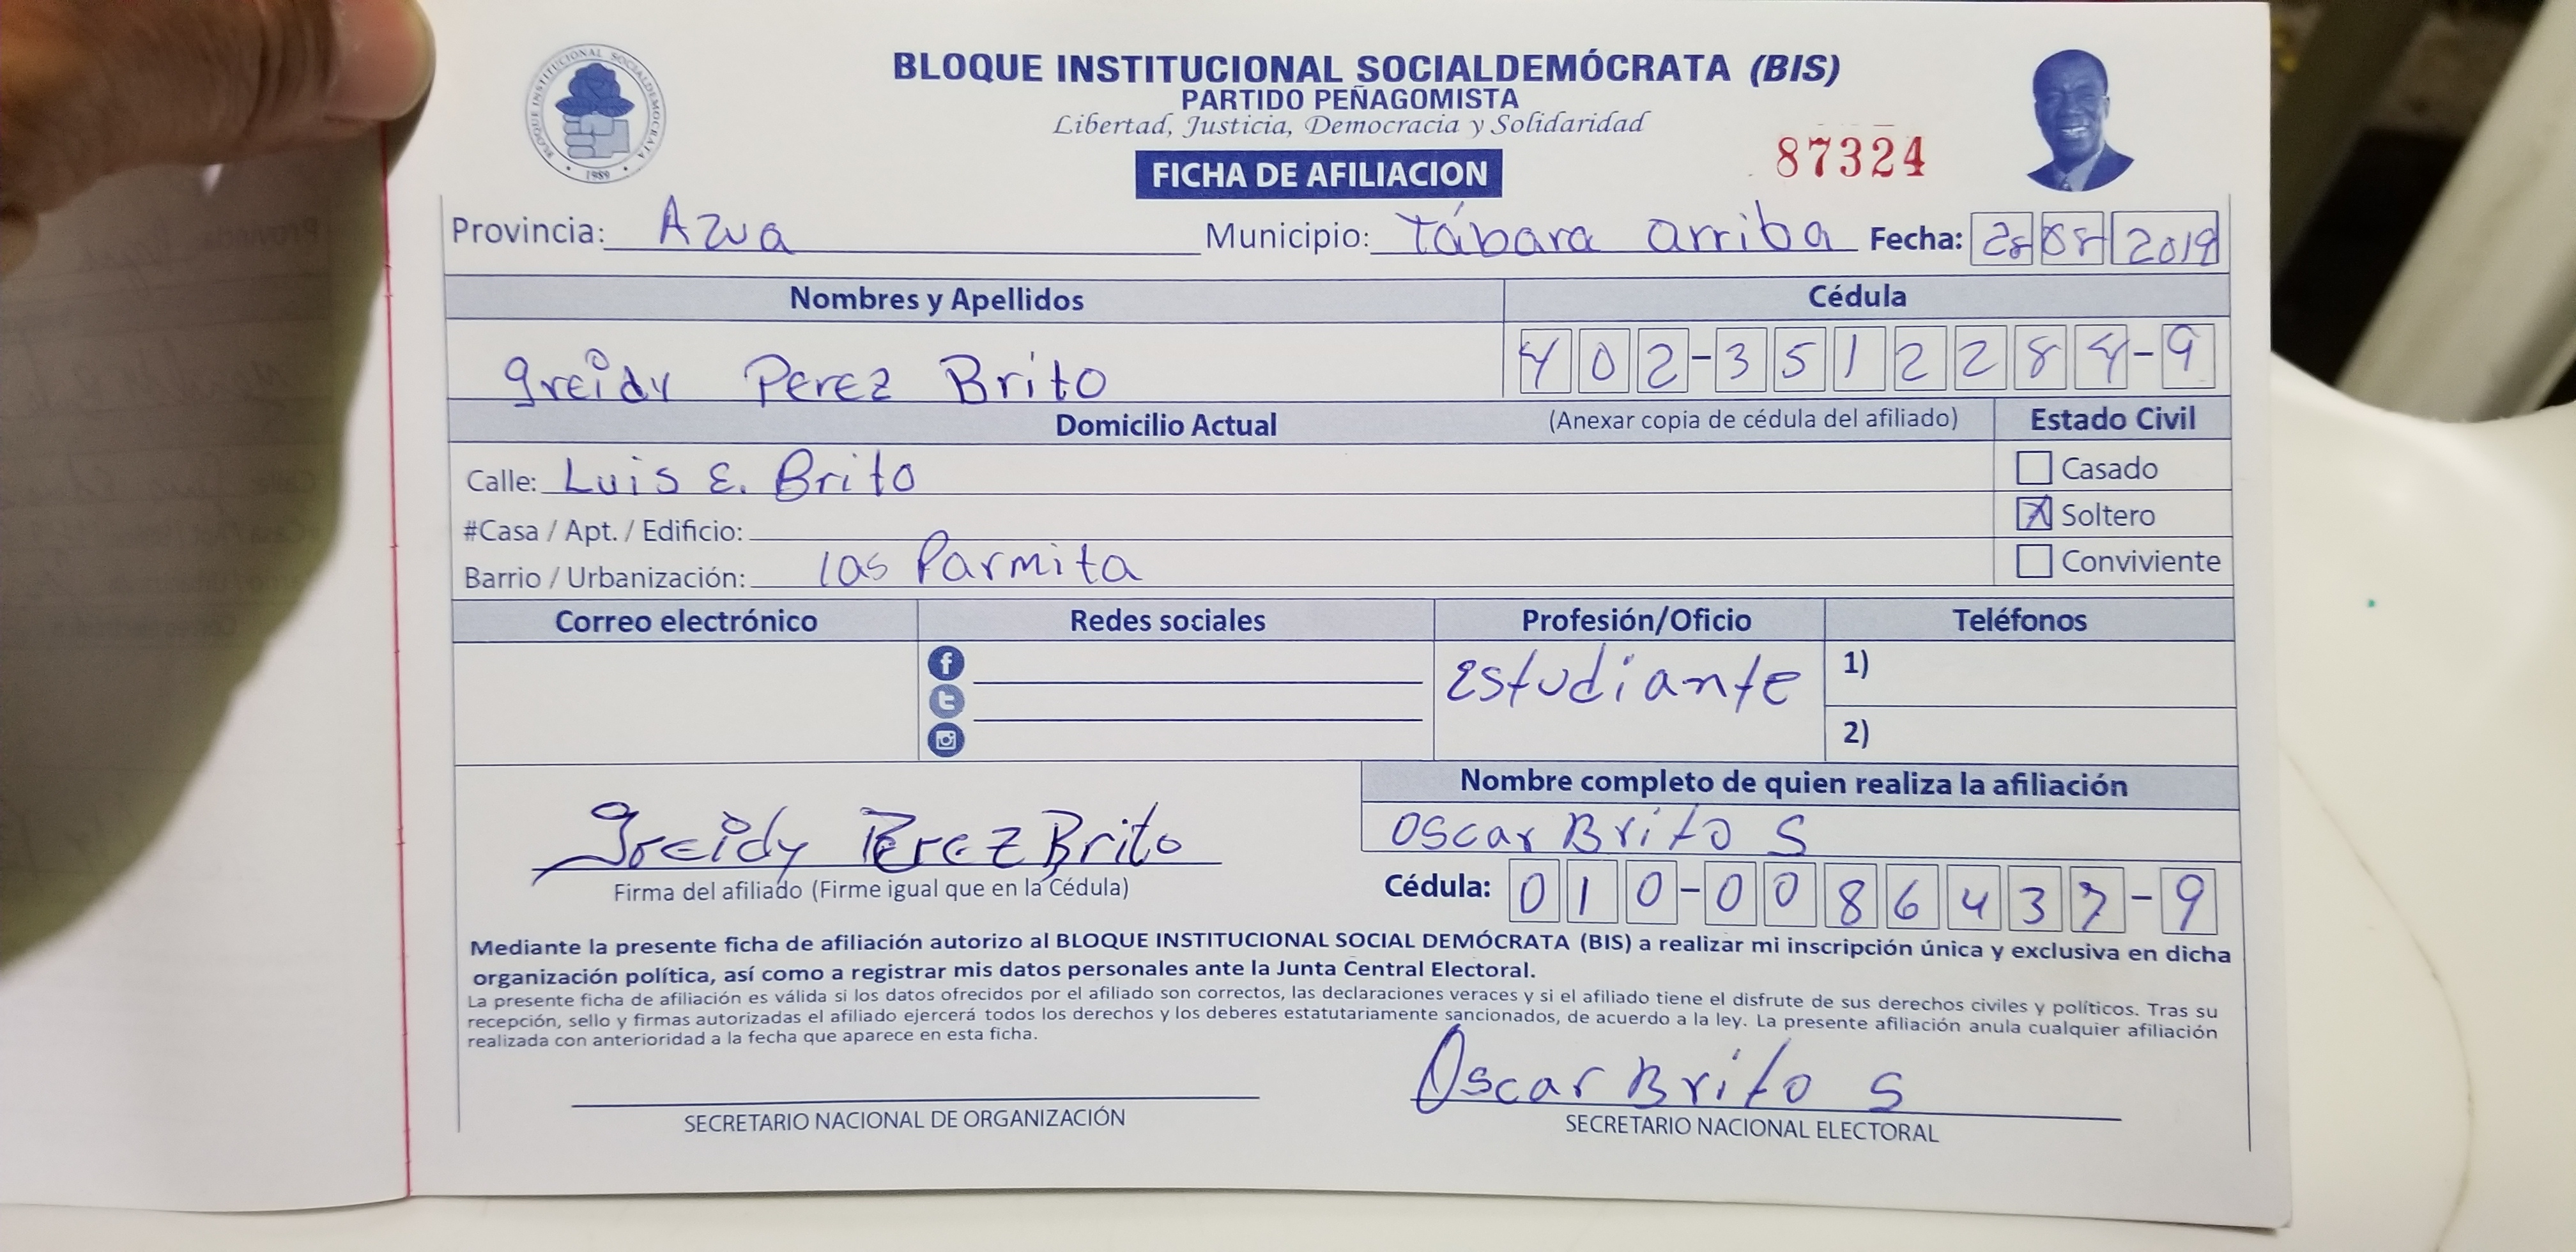 BLOQUE INSTITUCIONAL SOCIALDEMOCRATA
1989
BLOQUE INSTITUCIONAL SOCIALDEMÓCRATA (BIS)
PARTIDO PEÑAGOMISTA
Libertad, Justicia, Democracia y Solidaridad
FICHA DE AFILIACION
87324
Provincia: Azua Municipio: Tábara arriba Fecha: 28 08 2019
Nombres y Apellidos Cédula
greidy Perez Brito 402-3512284-9
Domicilio Actual (Anexar copia de cédula del afiliado) Estado Civil
Calle: Luis E. Brito Casado
#Casa / Apt. / Edificio: X Soltero
Barrio / Urbanización: las Parmita Conviviente
Correo electrónico Redes sociales Profesión/Oficio Teléfonos
Estudiante 1)
2)
Nombre completo de quien realiza la afiliación
Oscar Brito S
Greidy Perez Brito
Firma del afiliado (Firme igual que en la Cédula) Cédula: 010-0086437-9
Mediante la presente ficha de afiliación autorizo al BLOQUE INSTITUCIONAL SOCIAL DEMÓCRATA (BIS) a realizar mi inscripción única y exclusiva en dicha
organización política, así como a registrar mis datos personales ante la Junta Central Electoral.
La presente ficha de afiliación es válida si los datos ofrecidos por el afiliado son correctos, las declaraciones veraces y si el afiliado tiene el disfrute de sus derechos civiles y políticos. Tras su
recepción, sello y firmas autorizadas el afiliado ejercerá todos los derechos y los deberes estatutariamente sancionados, de acuerdo a la ley. La presente afiliación anula cualquier afiliación
realizada con anterioridad a la fecha que aparece en esta ficha.
Oscar Brito S
SECRETARIO NACIONAL DE ORGANIZACIÓN SECRETARIO NACIONAL ELECTORAL